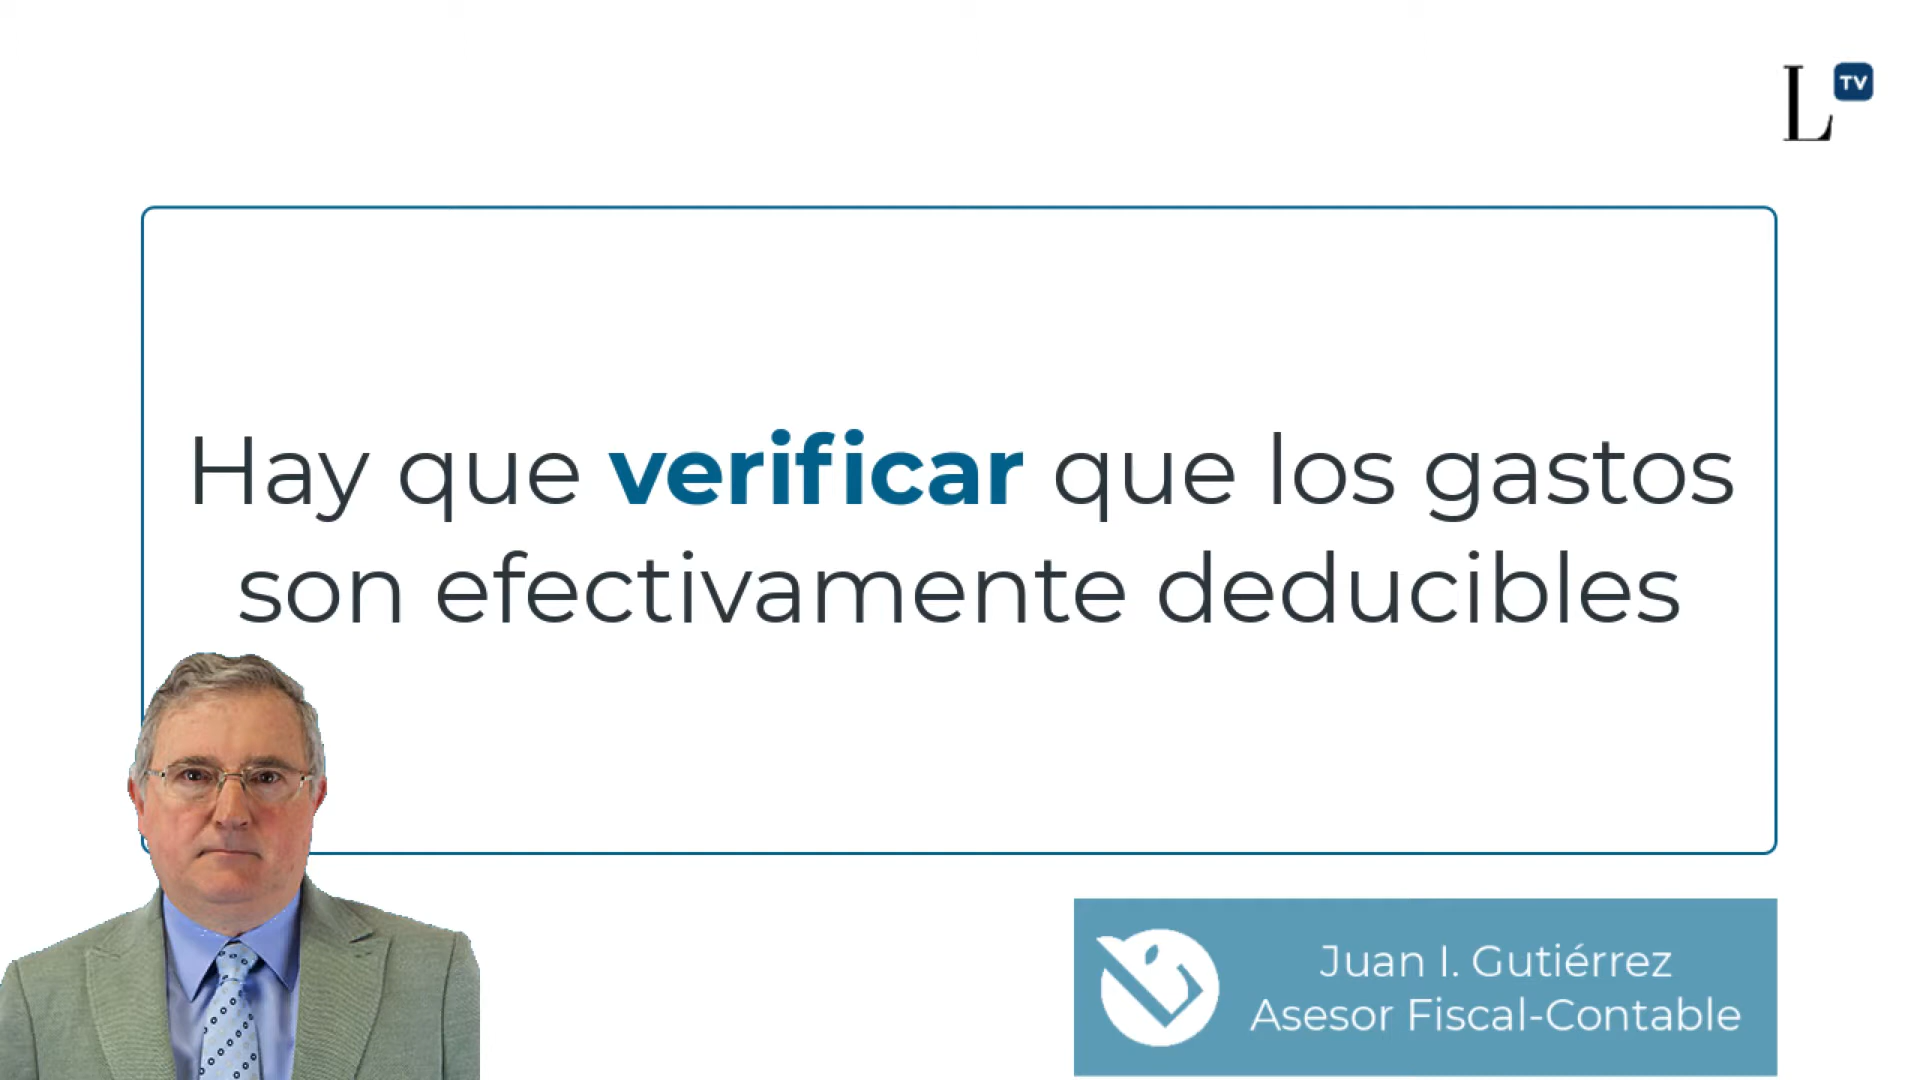 L TV
Hay que verificar que los gastos
son efectivamente deducibles
Juan I. Gutiérrez
Asesor Fiscal-Contable